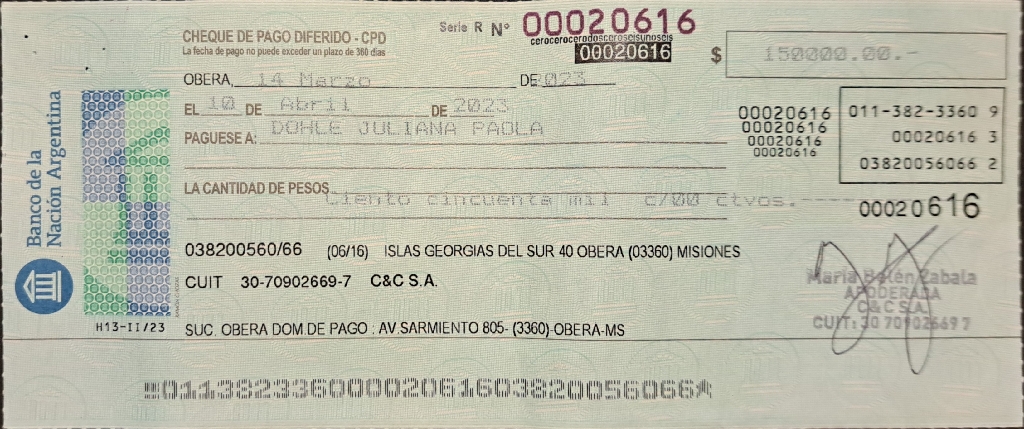 CHEQUE DE PAGO DIFERIDO - CPD
La fecha de pago no puede exceder un plazo de 360 días
Serie R Nº 00020616
cerocerocerodosceroseisunoseis
00020616
$ 150000.00.-
OBERA, 14 Marzo DE 023
EL 10 DE Abril DE 2023
PAGUESE A: DOHLE JULIANA PAOLA
00020616
00020616
00020616
00020616
011-382-3360 9
00020616 3
03820056066 2
LA CANTIDAD DE PESOS Ciento cincuenta mil c/00 ctvos.-----
00020616
038200560/66 (06/16) ISLAS GEORGIAS DEL SUR 40 OBERA (03360) MISIONES
CUIT 30-70902669-7 C&C S.A.
SUC. OBERA DOM.DE PAGO : AV.SARMIENTO 805- (3360)-OBERA-MS
María Belén Zabala
APODERADA
C&C S.A.
CUIT: 30 70902669 7
Banco de la
Nación Argentina
H13-II/23
01138233600002061603820056066